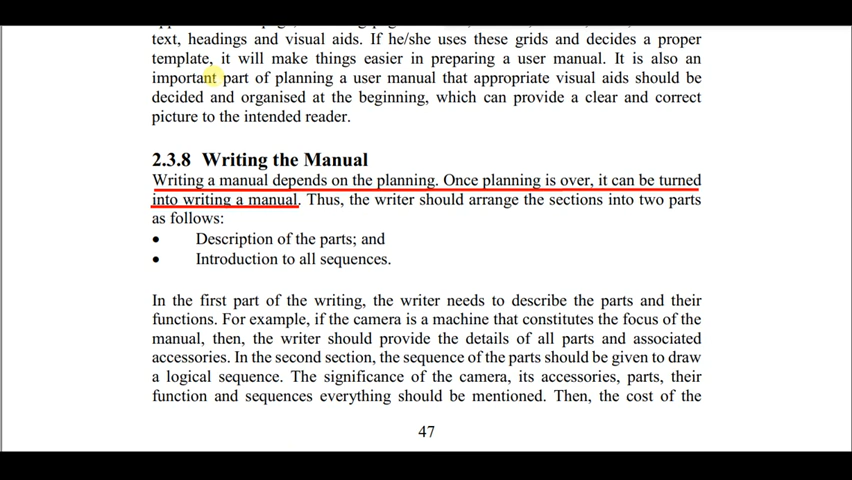 text, headings and visual aids. If he/she uses these grids and decides a proper
template, it will make things easier in preparing a user manual. It is also an
important part of planning a user manual that appropriate visual aids should be
decided and organised at the beginning, which can provide a clear and correct
picture to the intended reader.
2.3.8 Writing the Manual
Writing a manual depends on the planning. Once planning is over, it can be turned
into writing a manual. Thus, the writer should arrange the sections into two parts
as follows:
• Description of the parts; and
• Introduction to all sequences.
In the first part of the writing, the writer needs to describe the parts and their
functions. For example, if the camera is a machine that constitutes the focus of the
manual, then, the writer should provide the details of all parts and associated
accessories. In the second section, the sequence of the parts should be given to draw
a logical sequence. The significance of the camera, its accessories, parts, their
function and sequences everything should be mentioned. Then, the cost of the
47